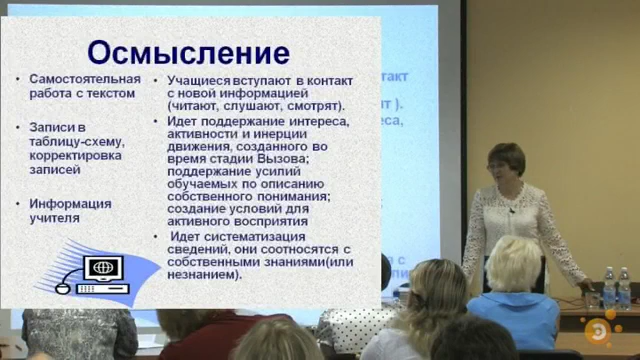 Осмысление
• Самостоятельная
работа с текстом
• Записи в
таблицу-схему,
корректировка
записей
• Информация
учителя
• Учащиеся вступают в контакт
с новой информацией
(читают, слушают, смотрят).
• Идет поддержание интереса,
активности и инерции
движения, созданного во
время стадии Вызова;
поддержание усилий
обучаемых по описанию
собственного понимания;
создание условий для
активного восприятия
• Идет систематизация
сведений, они соотносятся с
собственными знаниями(или
незнанием).